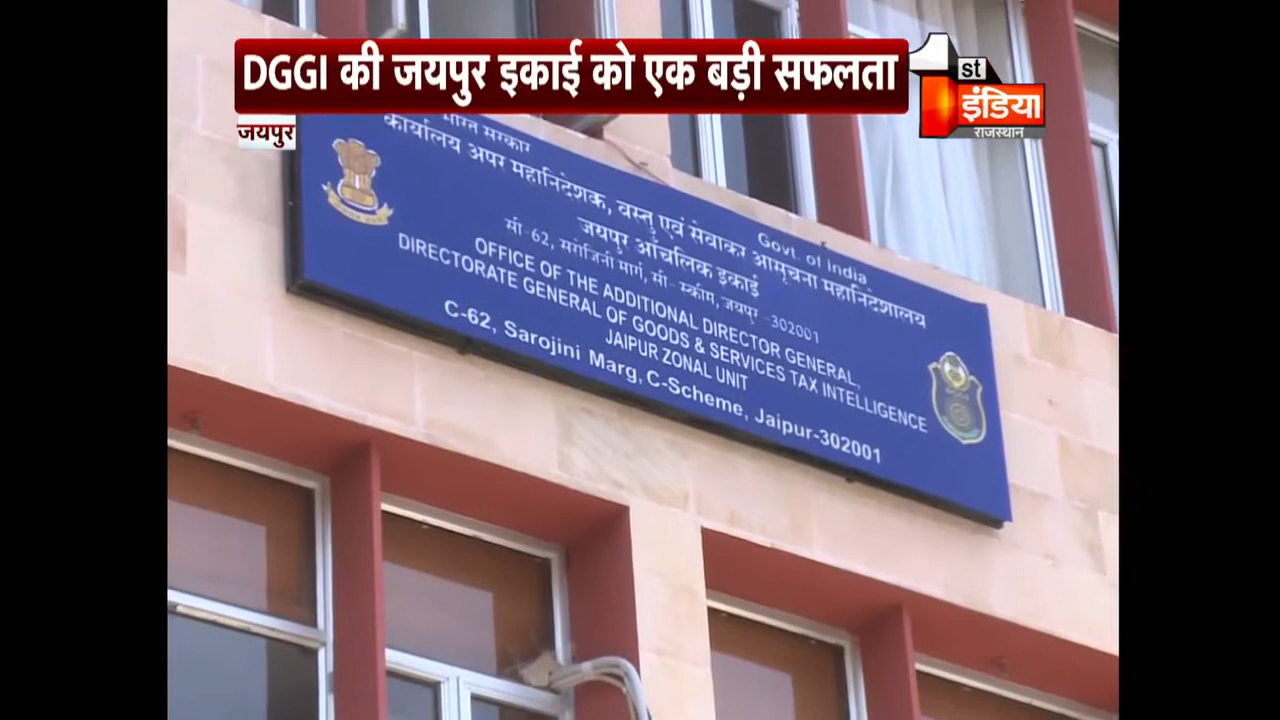 DGGI की जयपुर इकाई को एक बड़ी सफलता
1st
इंडिया
राजस्थान
जयपुर
भारत सरकार
Govt. of India
कार्यालय अपर महानिदेशक, वस्तु एवं सेवाकर आसूचना महानिदेशालय
जयपुर आँचलिक इकाई
सी-62, सरोजिनी मार्ग, सी- स्कीम, जयपुर -302001
OFFICE OF THE ADDITIONAL DIRECTOR GENERAL,
DIRECTORATE GENERAL OF GOODS & SERVICES TAX INTELLIGENCE
JAIPUR ZONAL UNIT
C-62, Sarojini Marg, C-Scheme, Jaipur-302001